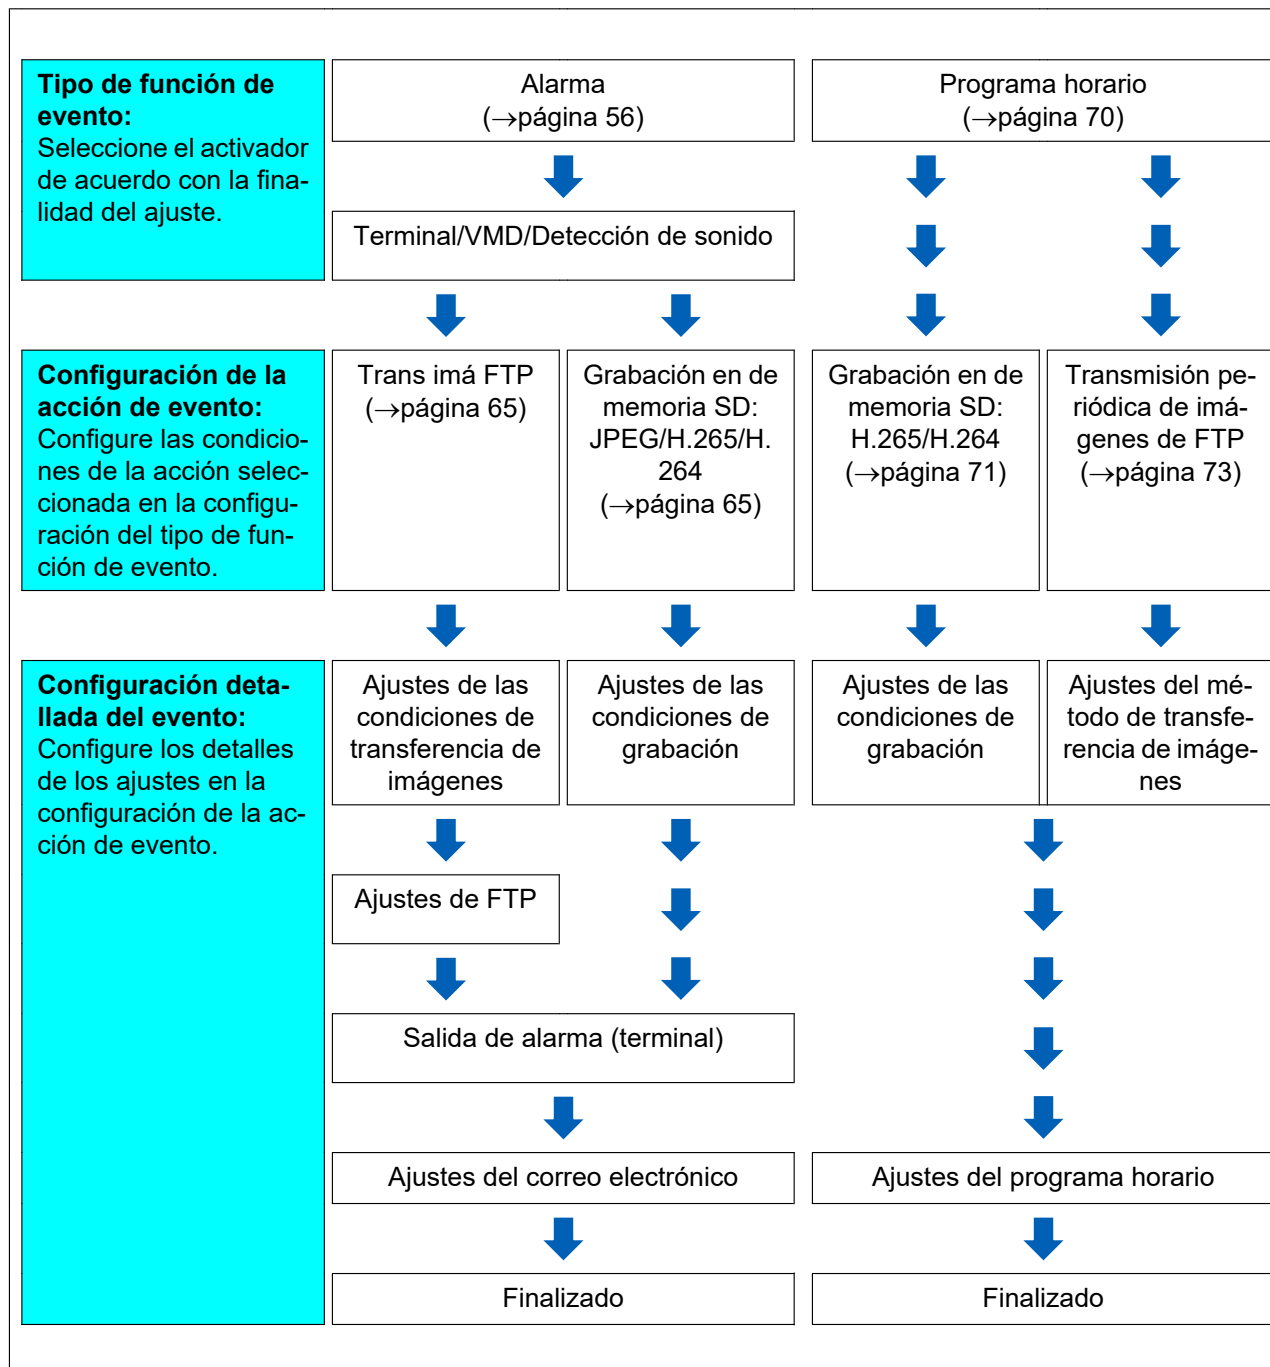 Tipo de función de
evento:
Seleccione el activador
de acuerdo con la fina-
lidad del ajuste.
Alarma
(→página 56)
Programa horario
(→página 70)
Terminal/VMD/Detección de sonido
Configuración de la
acción de evento:
Configure las condicio-
nes de la acción selec-
cionada en la configu-
ración del tipo de fun-
ción de evento.
Trans imá FTP
(→página 65)
Grabación en de
memoria SD:
JPEG/H.265/H.
264
(→página 65)
Grabación en de
memoria SD:
H.265/H.264
(→página 71)
Transmisión pe-
riódica de imá-
genes de FTP
(→página 73)
Configuración deta-
llada del evento:
Configure los detalles
de los ajustes en la
configuración de la ac-
ción de evento.
Ajustes de las
condiciones de
transferencia de
imágenes
Ajustes de las
condiciones de
grabación
Ajustes de las
condiciones de
grabación
Ajustes del mé-
todo de transfe-
rencia de imáge-
nes
Ajustes de FTP
Salida de alarma (terminal)
Ajustes del correo electrónico
Ajustes del programa horario
Finalizado
Finalizado